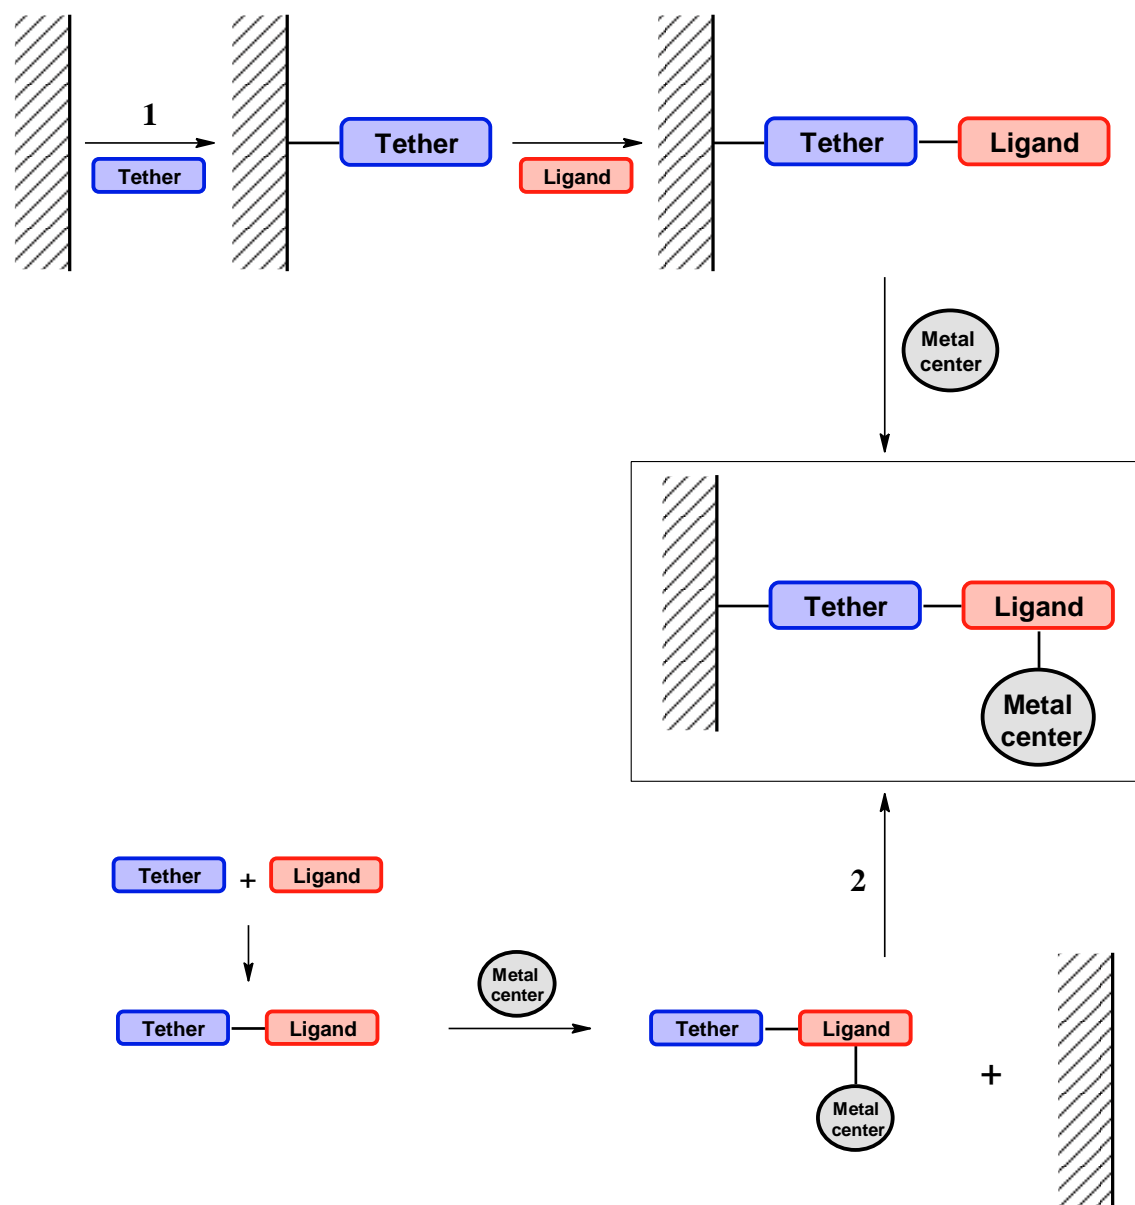 1
Tether
Tether
Ligand
Tether
Ligand
Metal
center
Tether
Ligand
Metal
center
Tether
+
Ligand
2
Metal
center
Tether
Ligand
Tether
Ligand
+
Metal
center